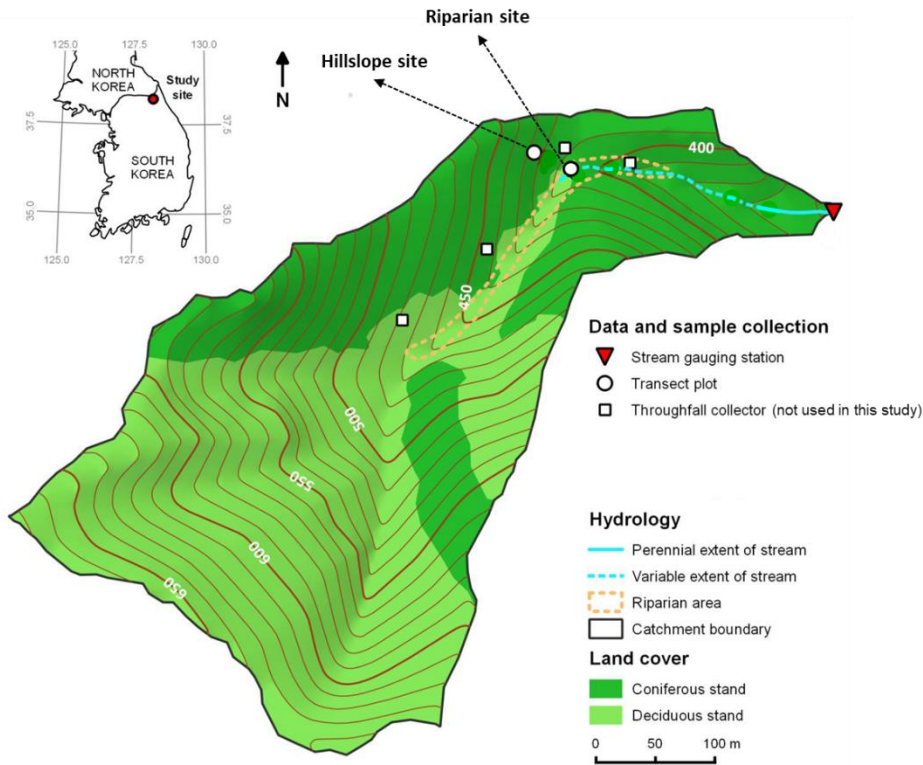 Riparian site
Hillslope site
125.0 127.5 130.0
NORTH
KOREA
Study
site
37.5 37.5
SOUTH
KOREA
35.0 35.0
125.0 127.5 130.0
N
400
450
500
550
600
650
Data and sample collection
Stream gauging station
Transect plot
Throughfall collector (not used in this study)
Hydrology
Perennial extent of stream
Variable extent of stream
Riparian area
Catchment boundary
Land cover
Coniferous stand
Deciduous stand
0 50 100 m